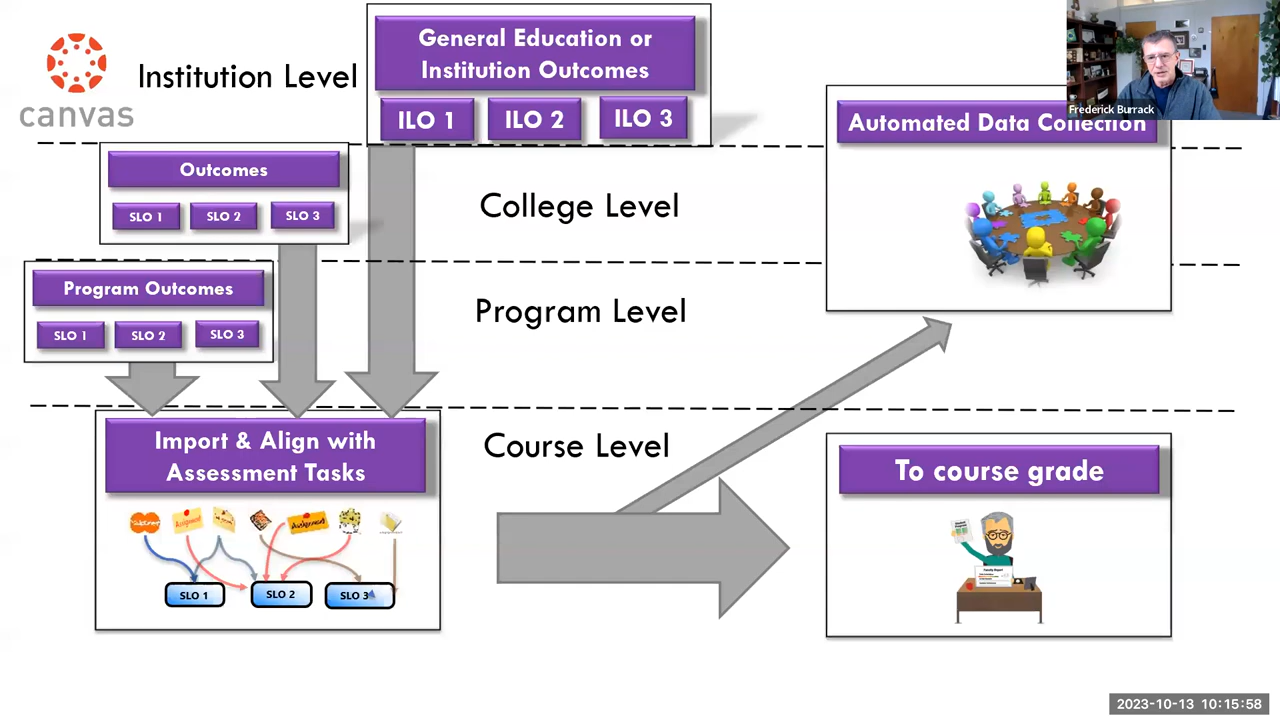 General Education or
Institution Outcomes
Institution Level
canvas
ILO 1
ILO 2
ILO 3
Frederick Burrack
Automated Data Collection
Outcomes
SLO 1
SLO 2
SLO 3
College Level
Program Outcomes
SLO 1
SLO 2
SLO 3
Program Level
Import & Align with
Assessment Tasks
Course Level
To course grade
Assignment
SLO 1
SLO 2
SLO 3
2023-10-13 10:15:58